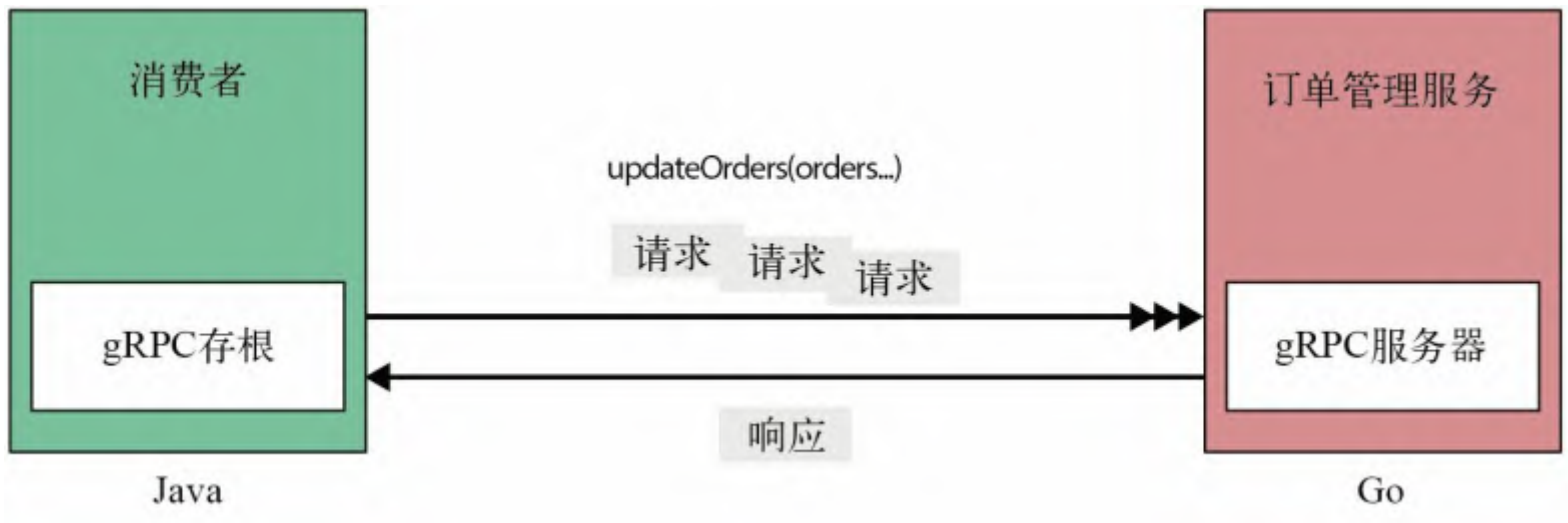 消费者
订单管理服务
updateOrders(orders...)
请求 请求 请求
gRPC存根
gRPC服务器
响应
Java
Go